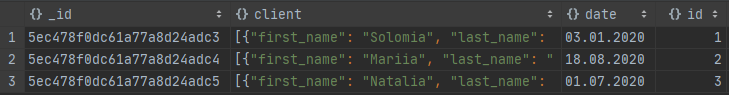 _id client date id
1 5ec478f0dc61a77a8d24adc3 [{"first_name": "Solomia", "last_name": 03.01.2020 1
2 5ec478f0dc61a77a8d24adc4 [{"first_name": "Mariia", "last_name": " 18.08.2020 2
3 5ec478f0dc61a77a8d24adc5 [{"first_name": "Natalia", "last_name": 01.07.2020 3